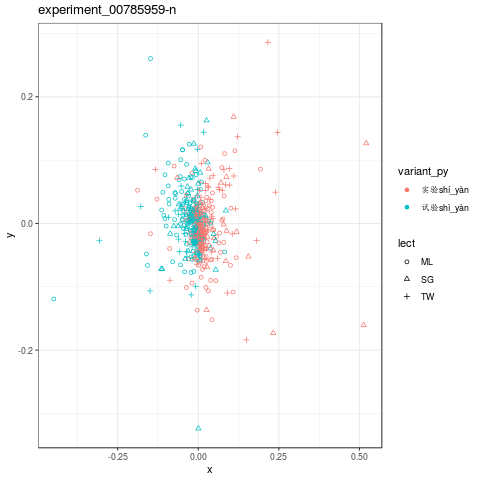 experiment_00785959-n
variant_py
实验shí_yàn
试验shì_yàn
lect
ML
SG
TW
y
0.2
0.0
-0.2
-0.25
0.00
0.25
0.50
x